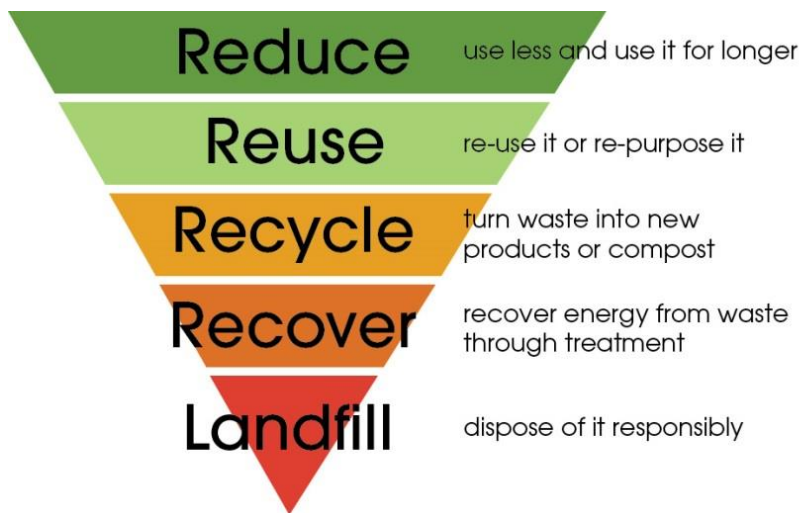 Reduce
use less and use it for longer
Reuse
re-use it or re-purpose it
Recycle
turn waste into new
products or compost
Recover
recover energy from waste
through treatment
Landfill
dispose of it responsibly